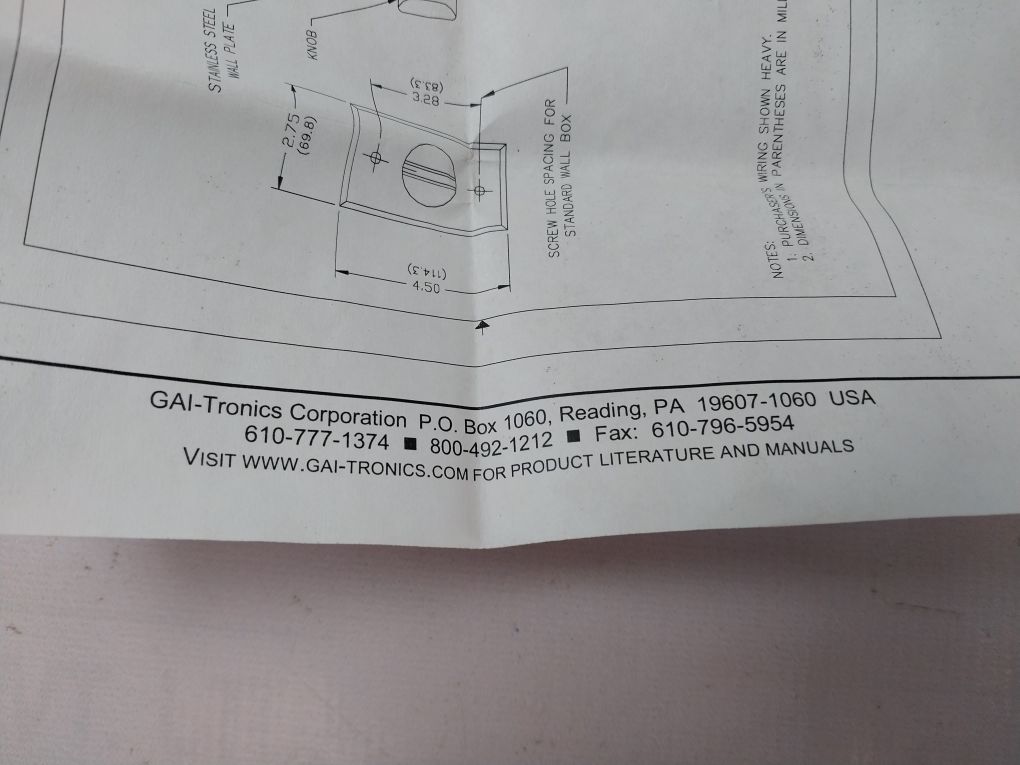 STAINLESS STEEL
WALL PLATE
KNOB
2.75
(69.8)
(83.3)
3.28
(114.3)
4.50
SCREW HOLE SPACING FOR
STANDARD WALL BOX
NOTES:
1. PURCHASER'S WIRING SHOWN HEAVY.
2. DIMENSIONS IN PARENTHESES ARE IN MILL
GAI-Tronics Corporation P.O. Box 1060, Reading, PA 19607-1060 USA
610-777-1374 ■ 800-492-1212 ■ Fax: 610-796-5954
VISIT WWW.GAI-TRONICS.COM FOR PRODUCT LITERATURE AND MANUALS